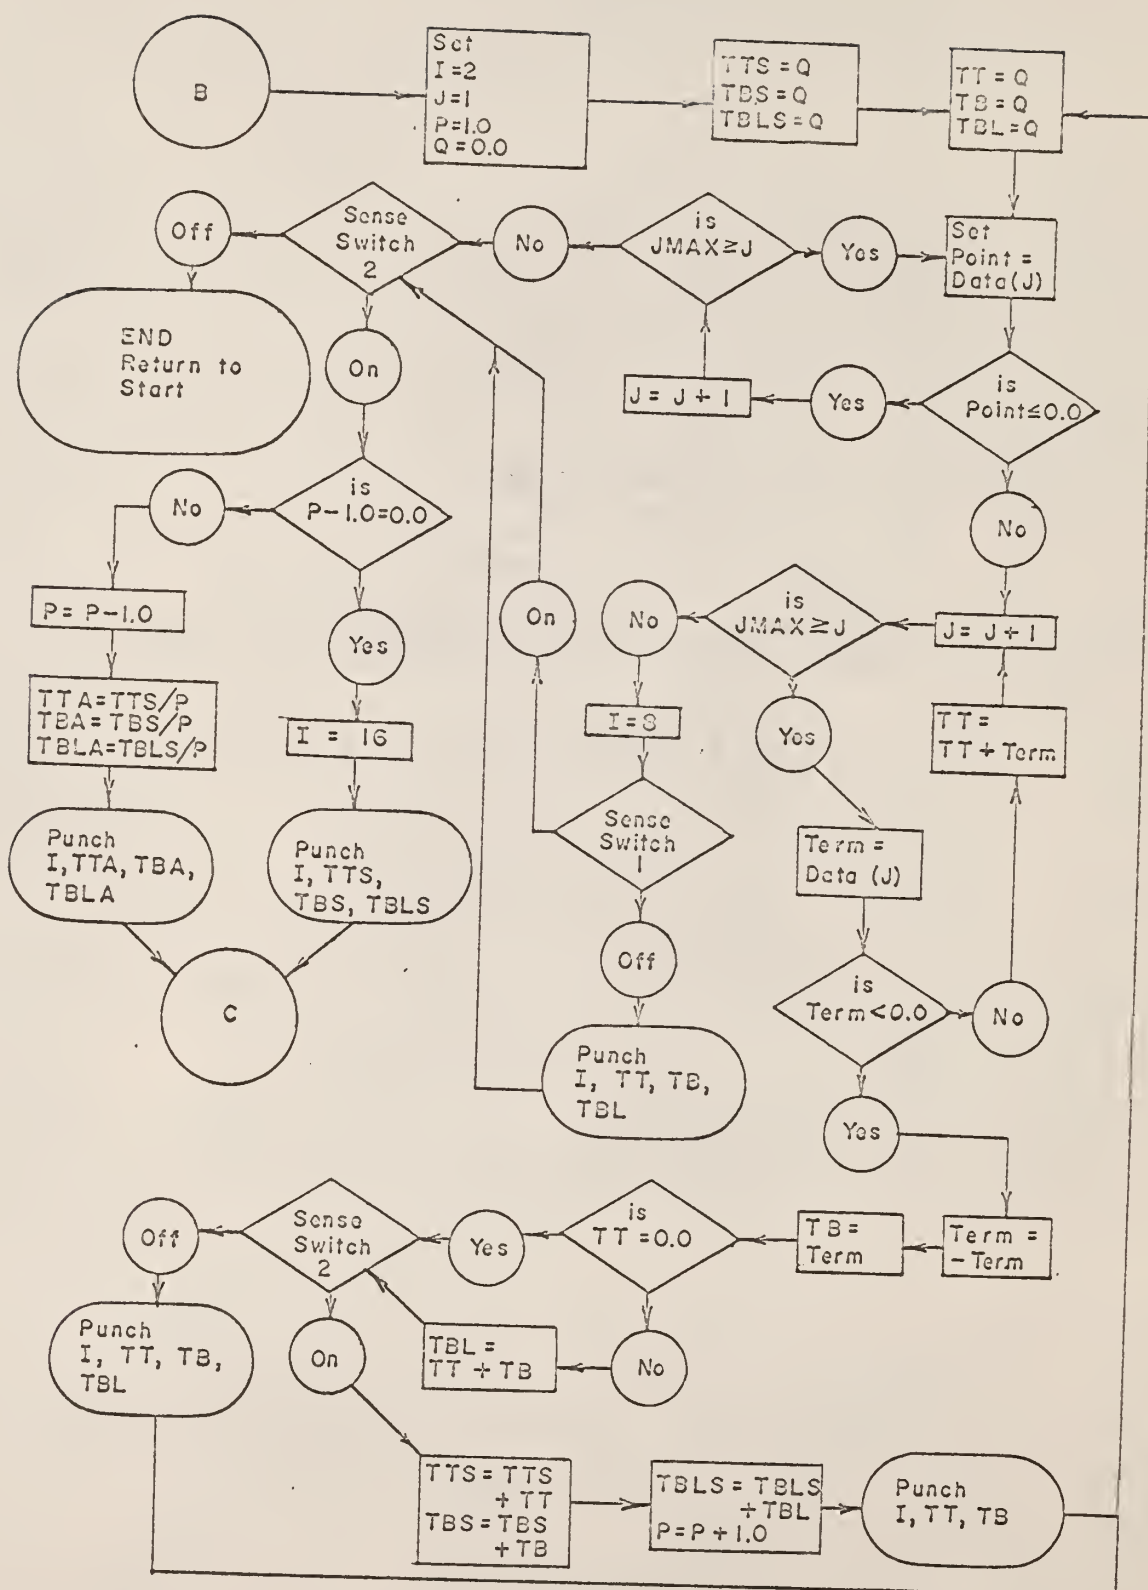 B
Set
I=2
J=1
P=1.0
Q=0.0
TTS=Q
TBS=Q
TBLS=Q
TT=Q
TB=Q
TBL=Q
Off
Sense
Switch
2
No
is
JMAX≥J
Yes
Set
Point=
Data(J)
END
Return to
Start
On
J=J+1
Yes
is
Point≤0.0
No
is
P-1.0=0.0
No
P=P-1.0
Yes
On
No
is
JMAX≥J
J=J+1
TTA=TTS/P
TBA=TBS/P
TBLA=TBLS/P
I = 16
I=8
Yes
TT=
TT+Term
Punch
I,TTA,TBA,
TBLA
Punch
I,TTS,
TBS,TBLS
Sense
Switch
1
Term=
Data (J)
C
Off
is
Term<0.0
No
Punch
I, TT, TB,
TBL
Yes
Off
Sense
Switch
2
Yes
is
TT=0.0
TB=
Term
Term=
-Term
Punch
I, TT, TB,
TBL
On
TBL=
TT+TB
No
TTS=TTS
+TT
TBS=TBS
+TB
TBLS=TBLS
+TBL
P=P+1.0
Punch
I, TT, TB